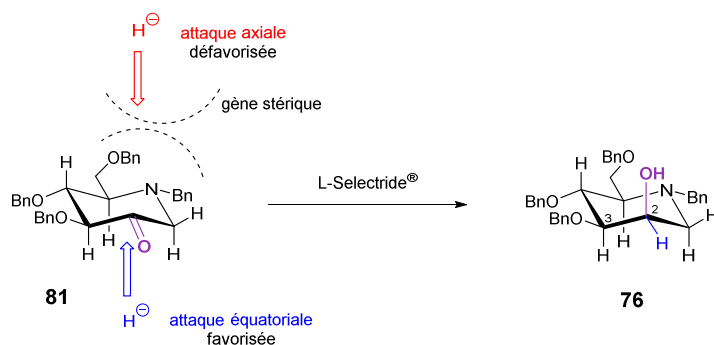 H⊖
attaque axiale
défavorisée
gène stérique
H
OBn
BnO
N
Bn
BnO
H
O
H
81
H⊖
attaque équatoriale
favorisée
L-Selectride®
BnO
OH
H
N
BnO
Bn
BnO
3
2
H
H
H
H
76